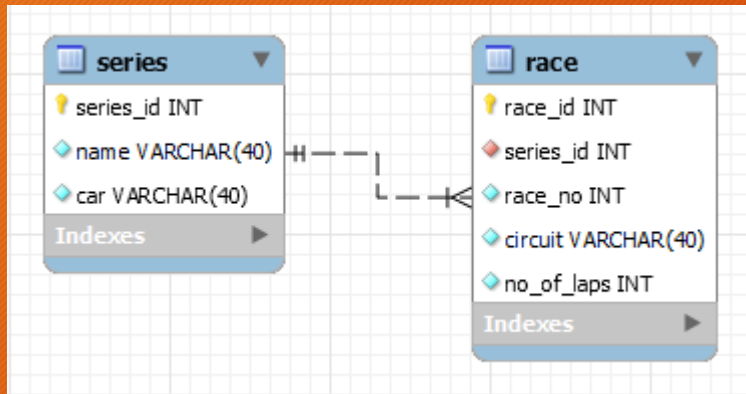 series
series_id INT
name VARCHAR(40)
car VARCHAR(40)
Indexes
race
race_id INT
series_id INT
race_no INT
circuit VARCHAR(40)
no_of_laps INT
Indexes